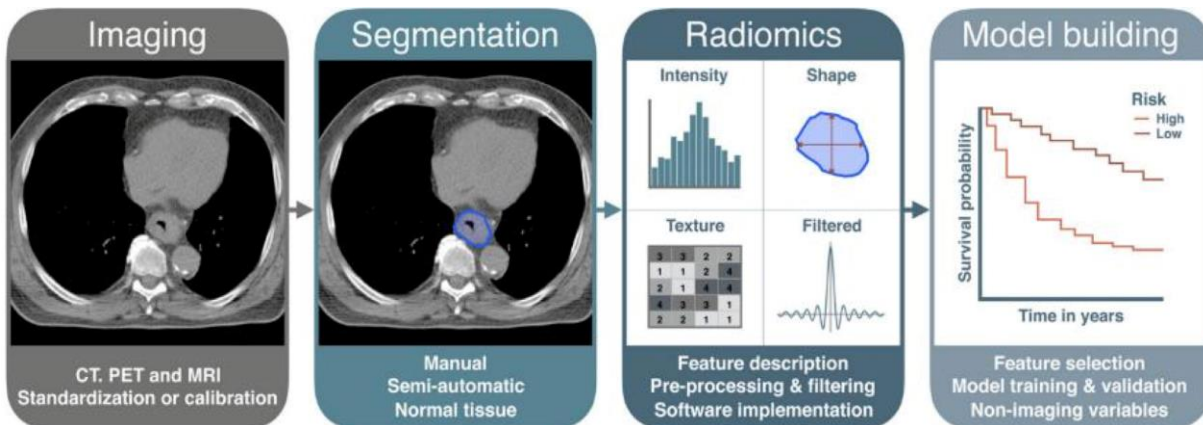 Imaging
CT. PET and MRI
Standardization or calibration
Segmentation
Manual
Semi-automatic
Normal tissue
Radiomics
Intensity
Shape
Texture
Filtered
3 3 2 2
1 1 2 4
2 1 4 4
4 3 3 1
2 2 1 1
Feature description
Pre-processing & filtering
Software implementation
Model building
Risk
High
Low
Survival probability
Time in years
Feature selection
Model training & validation
Non-imaging variables